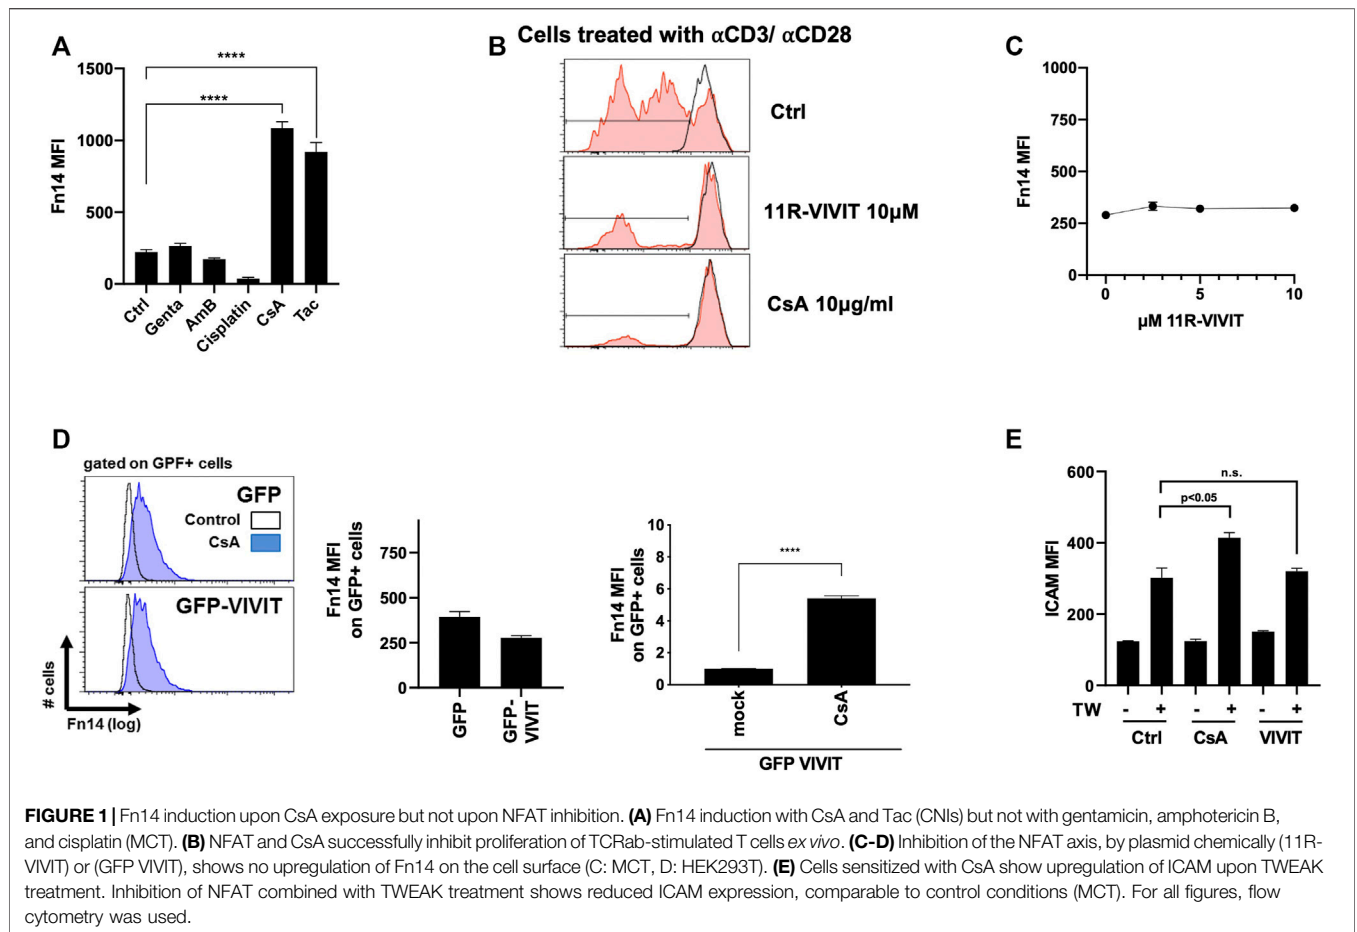 A
1500
1000
500
0
Fn14 MFI
****
****
Ctrl
Genta
AmB
Cisplatin
CsA
Tac
B
Cells treated with αCD3/ αCD28
Ctrl
11R-VIVIT 10µM
CsA 10µg/ml
C
1000
750
500
250
0
Fn14 MFI
0
5
10
µM 11R-VIVIT
D
gated on GPF+ cells
GFP
Control
CsA
GFP-VIVIT
# cells
Fn14 (log)
Fn14 MFI
on GFP+ cells
750
500
250
0
GFP
GFP-
VIVIT
Fn14 MFI
on GFP+ cells
10
8
6
4
2
0
****
mock
CsA
GFP VIVIT
E
600
400
200
0
ICAM MFI
n.s.
p<0.05
TW - + - + - +
Ctrl CsA VIVIT
FIGURE 1 | Fn14 induction upon CsA exposure but not upon NFAT inhibition. (A) Fn14 induction with CsA and Tac (CNIs) but not with gentamicin, amphotericin B,
and cisplatin (MCT). (B) NFAT and CsA successfully inhibit proliferation of TCRab-stimulated T cells ex vivo. (C-D) Inhibition of the NFAT axis, by plasmid chemically (11R-
VIVIT) or (GFP VIVIT), shows no upregulation of Fn14 on the cell surface (C: MCT, D: HEK293T). (E) Cells sensitized with CsA show upregulation of ICAM upon TWEAK
treatment. Inhibition of NFAT combined with TWEAK treatment shows reduced ICAM expression, comparable to control conditions (MCT). For all figures, flow
cytometry was used.